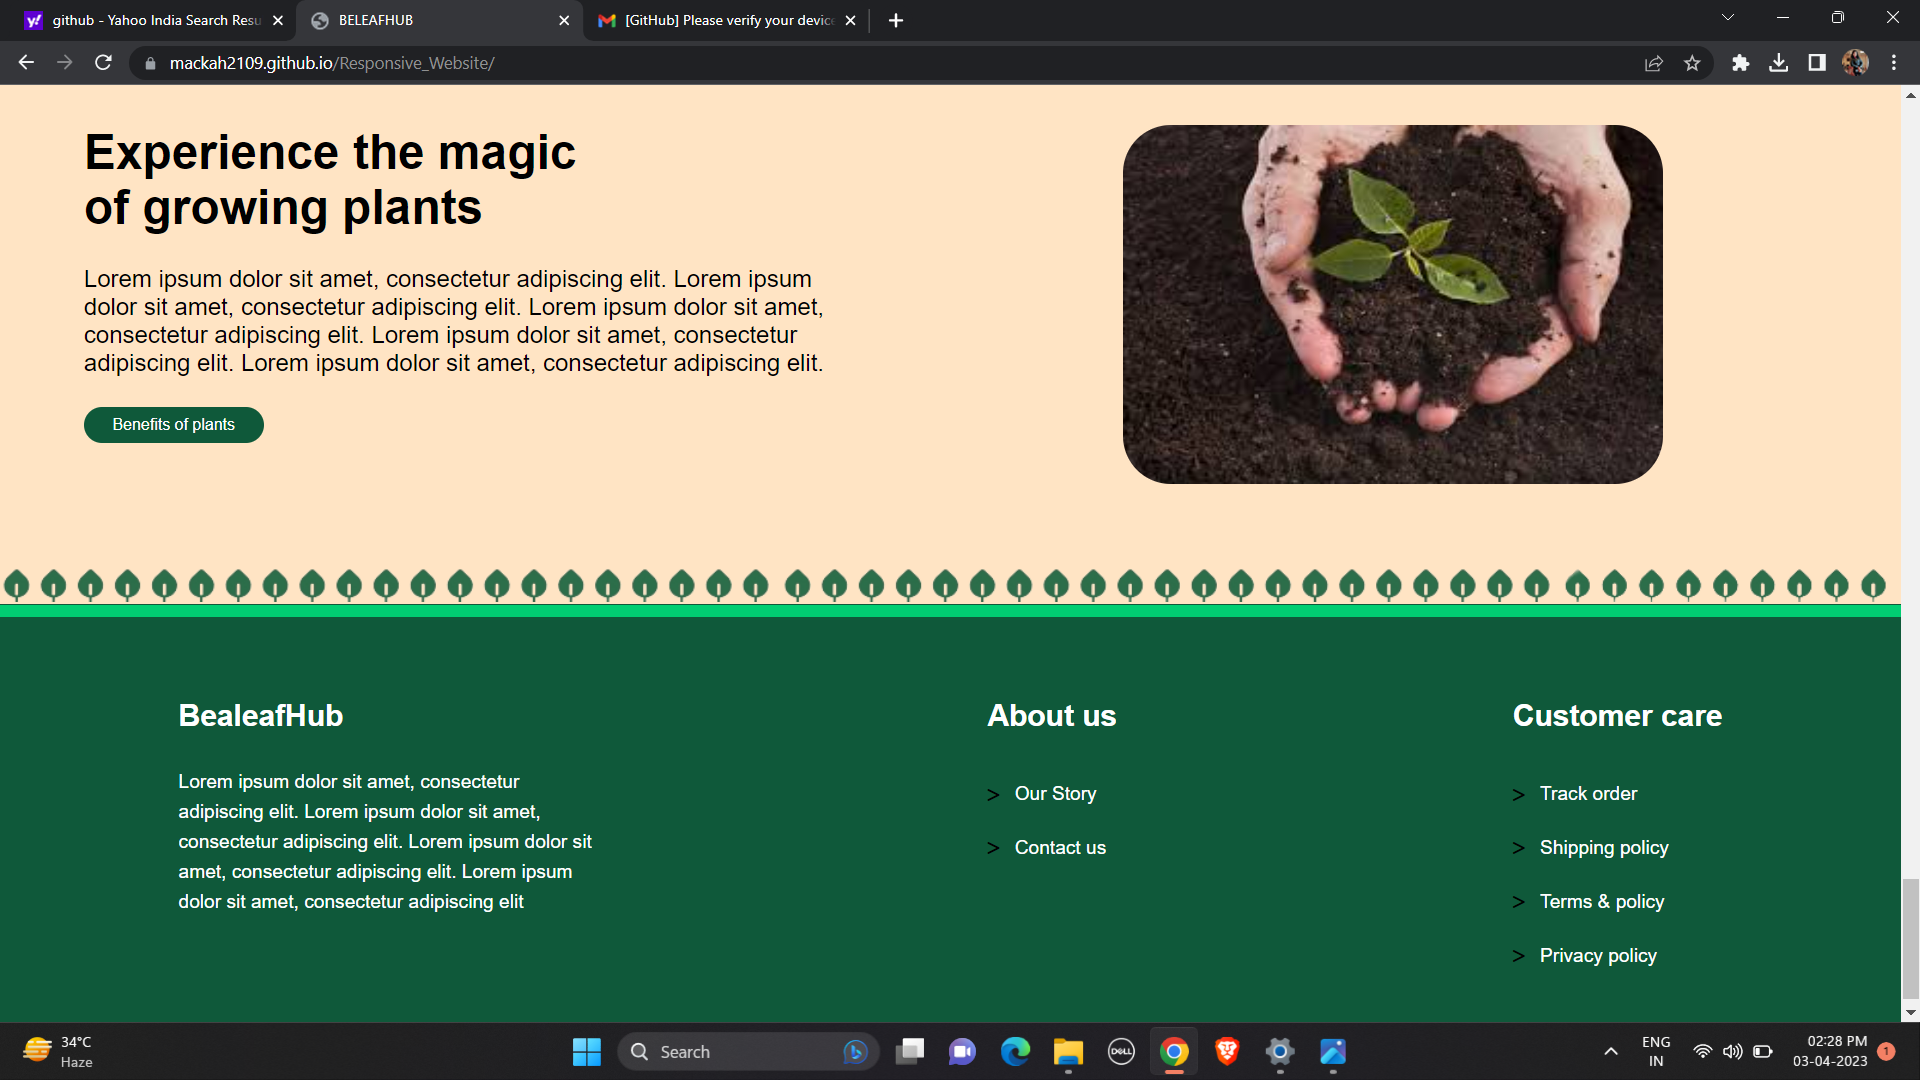 github - Yahoo India Search Resu
BELEAFHUB
[GitHub] Please verify your device
mackah2109.github.io/Responsive_Website/
Experience the magic
of growing plants
Lorem ipsum dolor sit amet, consectetur adipiscing elit. Lorem ipsum
dolor sit amet, consectetur adipiscing elit. Lorem ipsum dolor sit amet,
consectetur adipiscing elit. Lorem ipsum dolor sit amet, consectetur
adipiscing elit. Lorem ipsum dolor sit amet, consectetur adipiscing elit.
Benefits of plants
BealeafHub
Lorem ipsum dolor sit amet, consectetur
adipiscing elit. Lorem ipsum dolor sit amet,
consectetur adipiscing elit. Lorem ipsum dolor sit
amet, consectetur adipiscing elit. Lorem ipsum
dolor sit amet, consectetur adipiscing elit
About us
> Our Story
> Contact us
Customer care
> Track order
> Shipping policy
> Terms & policy
> Privacy policy
34°C
Haze
Search
DELL
ENG
IN
02:28 PM
03-04-2023
1